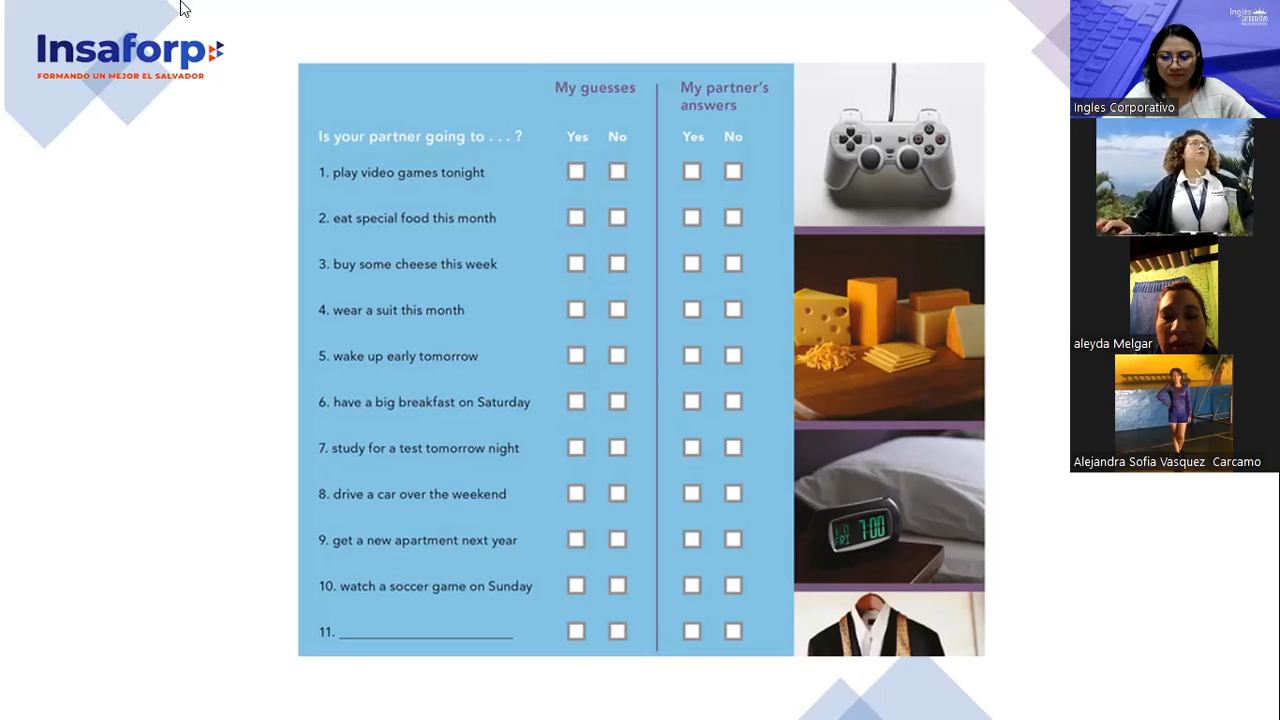 Insaforp
FORMANDO UN MEJOR EL SALVADOR
My guesses
My partner's
answers
Is your partner going to . . . ?
Yes No
Yes No
1. play video games tonight
2. eat special food this month
3. buy some cheese this week
4. wear a suit this month
5. wake up early tomorrow
6. have a big breakfast on Saturday
7. study for a test tomorrow night
8. drive a car over the weekend
9. get a new apartment next year
10. watch a soccer game on Sunday
11.
7:00
Ingles
Ingles Corporativo
aleyda Melgar
Alejandra Sofia Vasquez Carcamo